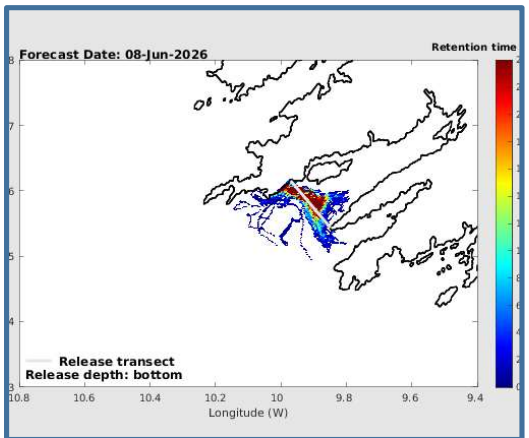 Forecast Date: 08-Jun-2026
Retention time
8
7
6
5
4
3
10.8
10.6
10.4
10.2
10
9.8
9.6
9.4
Longitude (W)
Release transect
Release depth: bottom